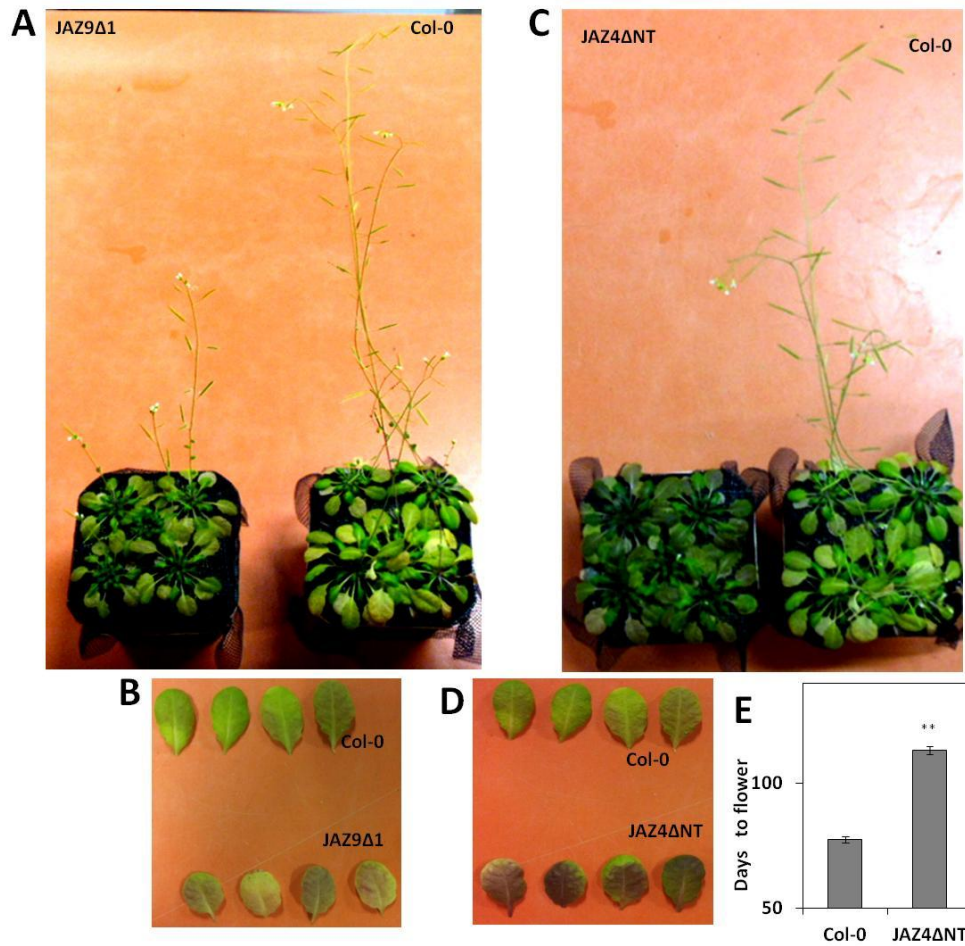 A
JAZ9Δ1
Col-0
C
JAZ4ΔNT
Col-0
B
Col-0
JAZ9Δ1
D
Col-0
JAZ4ΔNT
E
**
100
50
Days to flower
Col-0
JAZ4ΔNT